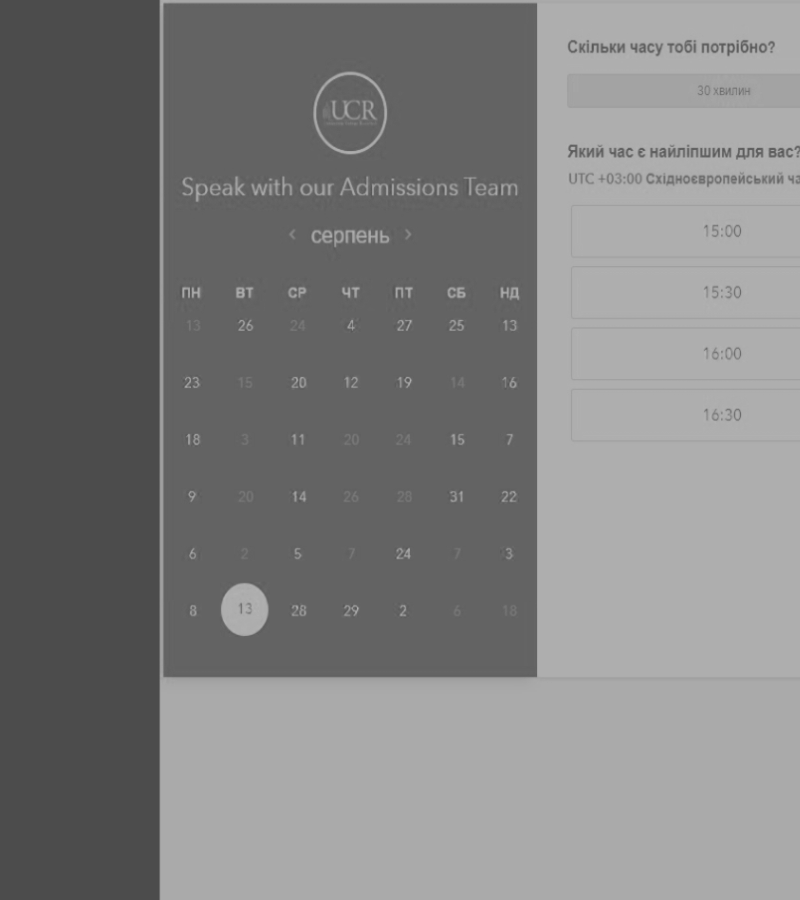 UCR
Speak with our Admissions Team
‹ серпень ›
ПН ВТ СР ЧТ ПТ СБ НД
13 26 24 4 27 25 13
23 15 20 12 19 14 16
18 3 11 20 24 15 7
9 20 14 26 28 31 22
6 2 5 7 24 7 3
8 13 28 29 2 6 18
Скільки часу тобі потрібно?
30 хвилин
Який час є найліпшим для вас?
UTC +03:00 Східноєвропейський ча
15:00
15:30
16:00
16:30